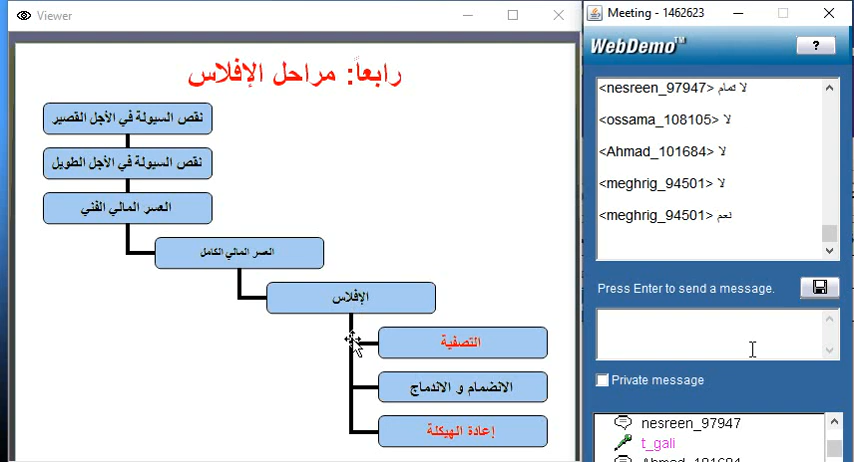 Viewer
رابعاً: مراحل الإفلاس
نقص السيولة في الأجل القصير
نقص السيولة في الأجل الطويل
العسر المالي الفني
العسر المالي الكامل
الإفلاس
التصفية
الانضمام و الاندماج
إعادة الهيكلة
Meeting - 1462623
WebDemo™
?
<nesreen_97947> لا تمام
<ossama_108105> لا
<Ahmad_101684> لا
<meghrig_94501> لا
<meghrig_94501> نعم
Press Enter to send a message.
Private message
nesreen_97947
t_gali
Ahmad_101684